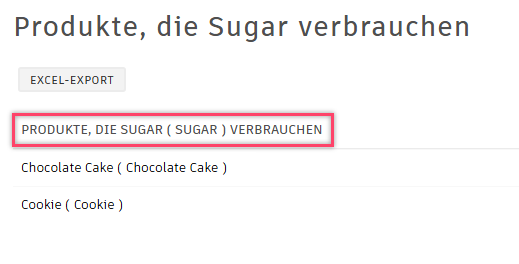 Produkte, die Sugar verbrauchen
EXCEL-EXPORT
PRODUKTE, DIE SUGAR ( SUGAR ) VERBRAUCHEN
Chocolate Cake ( Chocolate Cake )
Cookie ( Cookie )